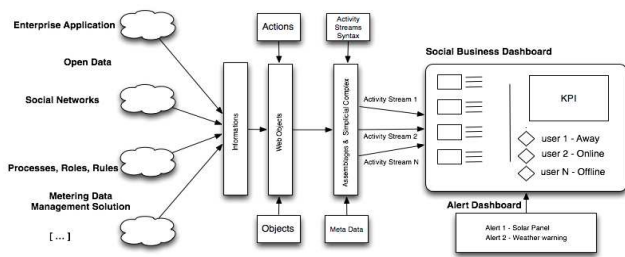 Enterprise Application
Open Data
Social Networks
Processes, Roles, Rules
Metering Data
Management Solution
[ ... ]
Informations
Actions
Web Objects
Objects
Activity
Streams
Syntax
Assemblages & Simplicial Complex
Meta Data
Activity Stream 1
Activity Stream 2
Activity Stream N
Social Business Dashboard
KPI
user 1 - Away
user 2 - Online
user N - Offline
Alert Dashboard
Alert 1 - Solar Panel
Alert 2 - Weather warning